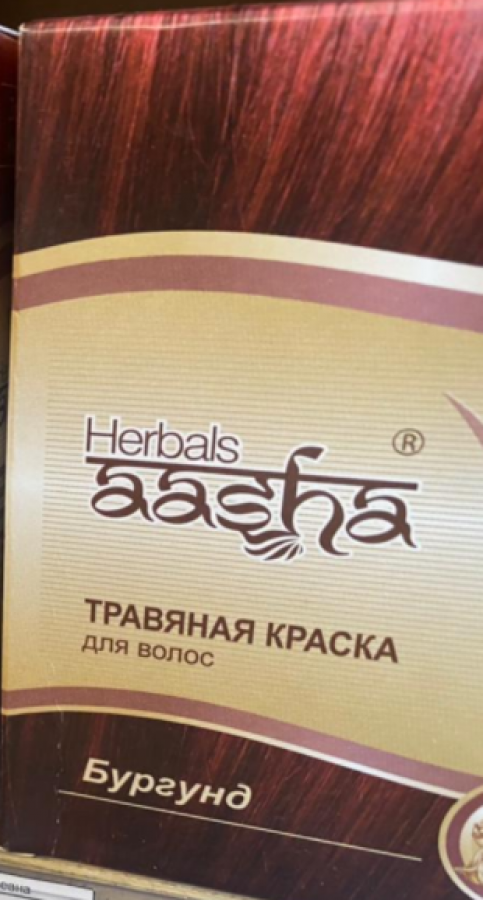 Herbals
aasha
®
ТРАВЯНАЯ КРАСКА
для волос
Бургунд